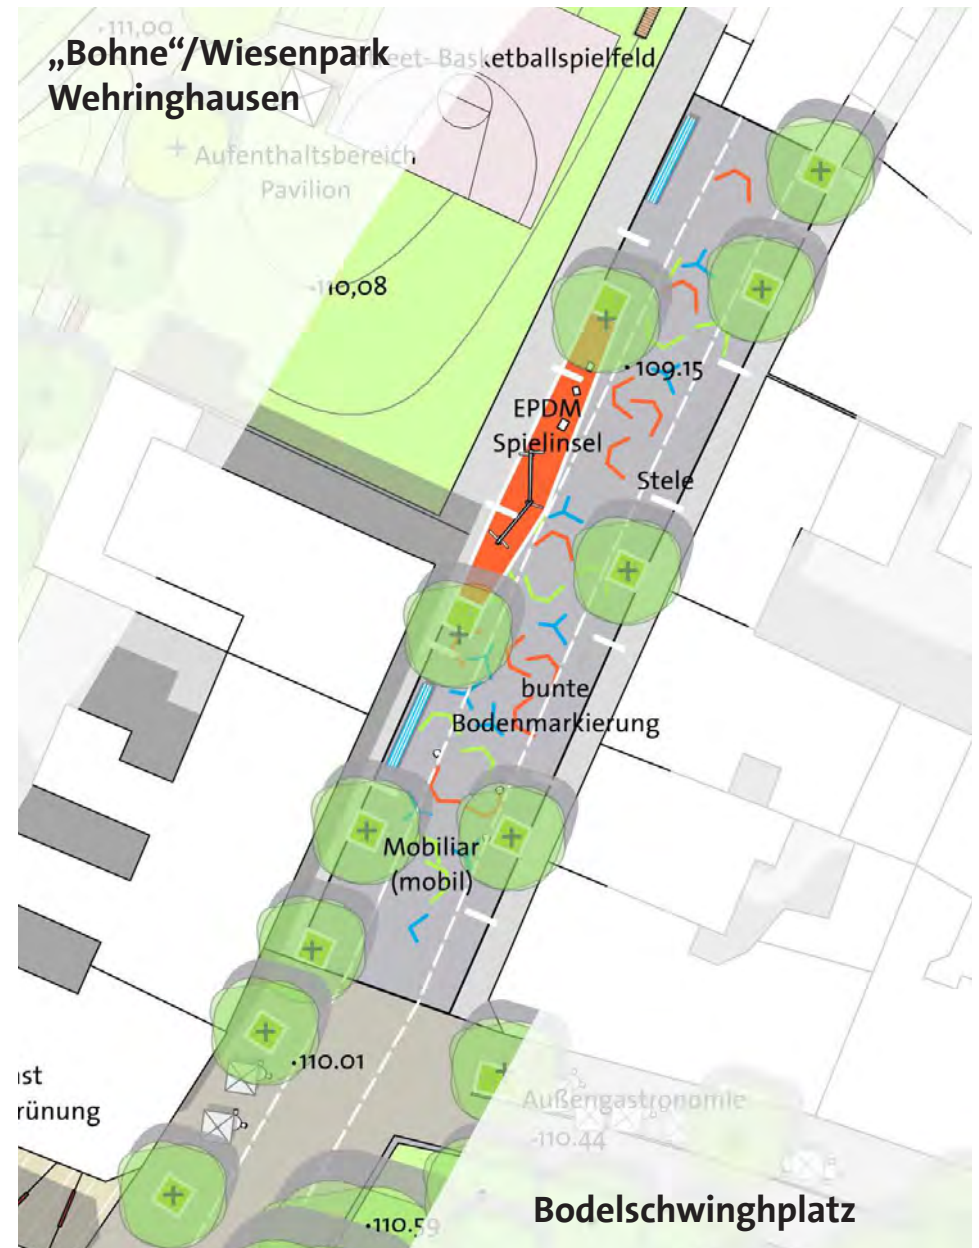 ·111,00
„Bohne“/Wiesenpark
Wehringhausen
eet- Basketballspielfeld
Aufenthaltsbereich
Pavilion
110,08
·109.15
EPDM
Spielinsel
Stele
bunte
Bodenmarkierung
Mobiliar
(mobil)
·110.01
ist
rünung
Außengastronomie
-110.44
Bodelschwinghplatz
·110.59